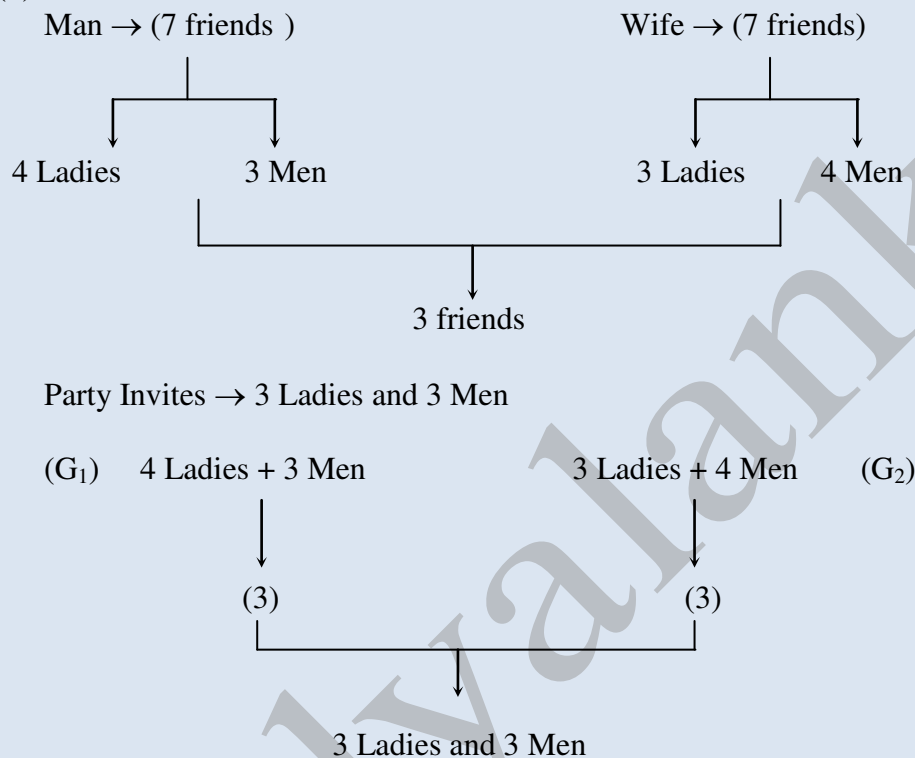 Man → (7 friends ) Wife → (7 friends)
4 Ladies 3 Men 3 Ladies 4 Men
3 friends
Party Invites → 3 Ladies and 3 Men
(G₁) 4 Ladies + 3 Men 3 Ladies + 4 Men (G₂)
(3) (3)
3 Ladies and 3 Men